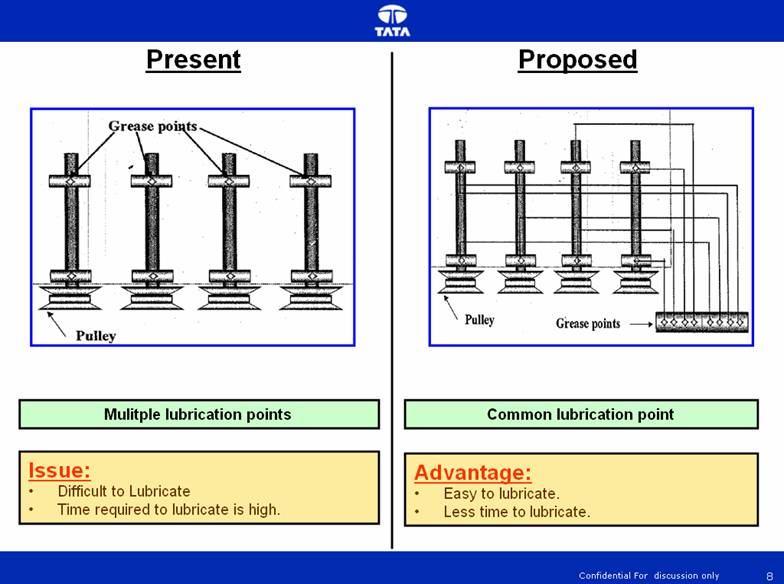 TATA
Present
Proposed
Grease points
Pulley
Pulley
Grease points
Mulitple lubrication points
Common lubrication point
Issue:
• Difficult to Lubricate
• Time required to lubricate is high.
Advantage:
• Easy to lubricate.
• Less time to lubricate.
Confidential For discussion only
8